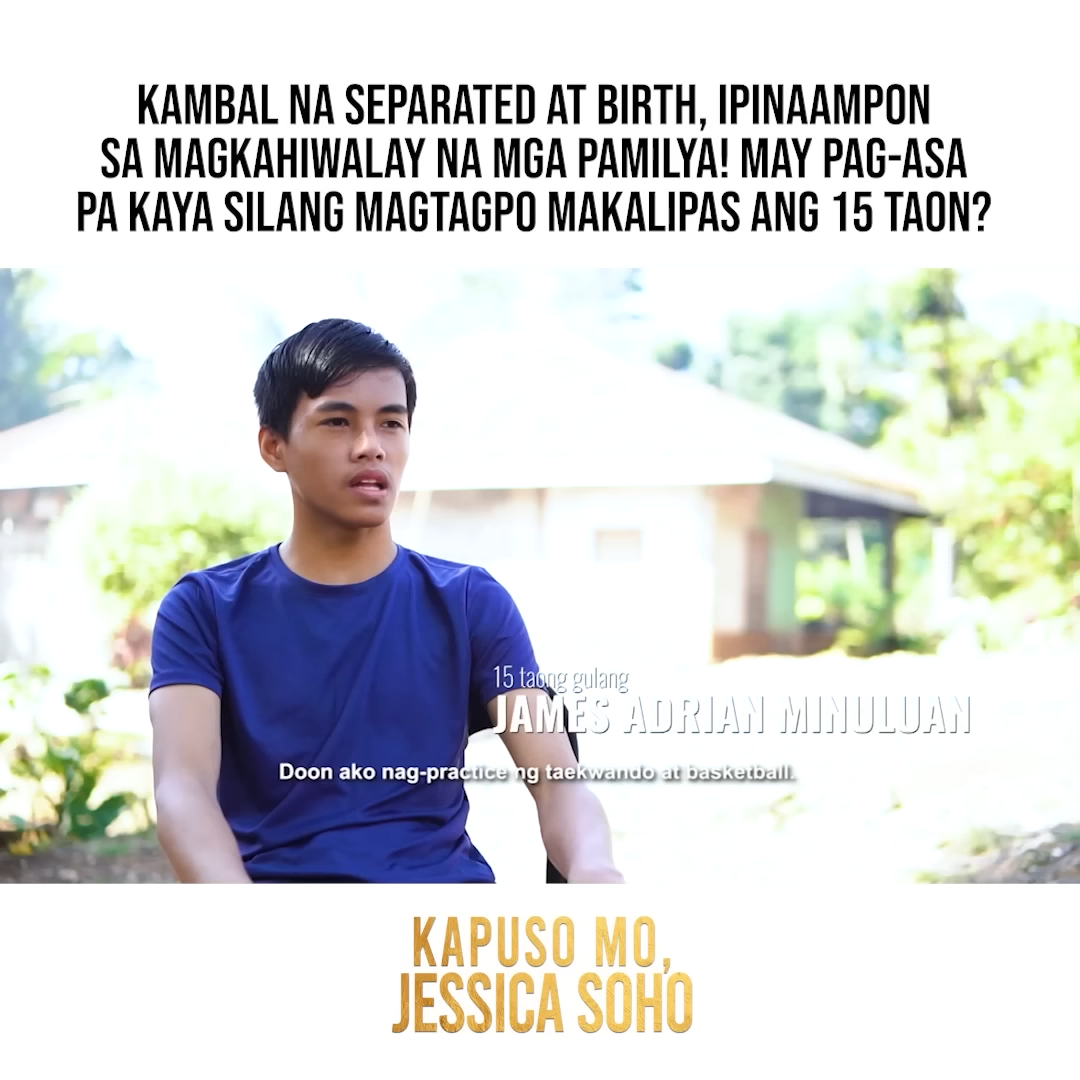 KAMBAL NA SEPARATED AT BIRTH, IPINAAMPON
SA MAGKAHIWALAY NA MGA PAMILYA! MAY PAG-ASA
PA KAYA SILANG MAGTAGPO MAKALIPAS ANG 15 TAON?
15 taong gulang
JAMES ADRIAN MINULUAN
Doon ako nag-practice ng taekwando at basketball.
KAPUSO MO,
JESSICA SOHO